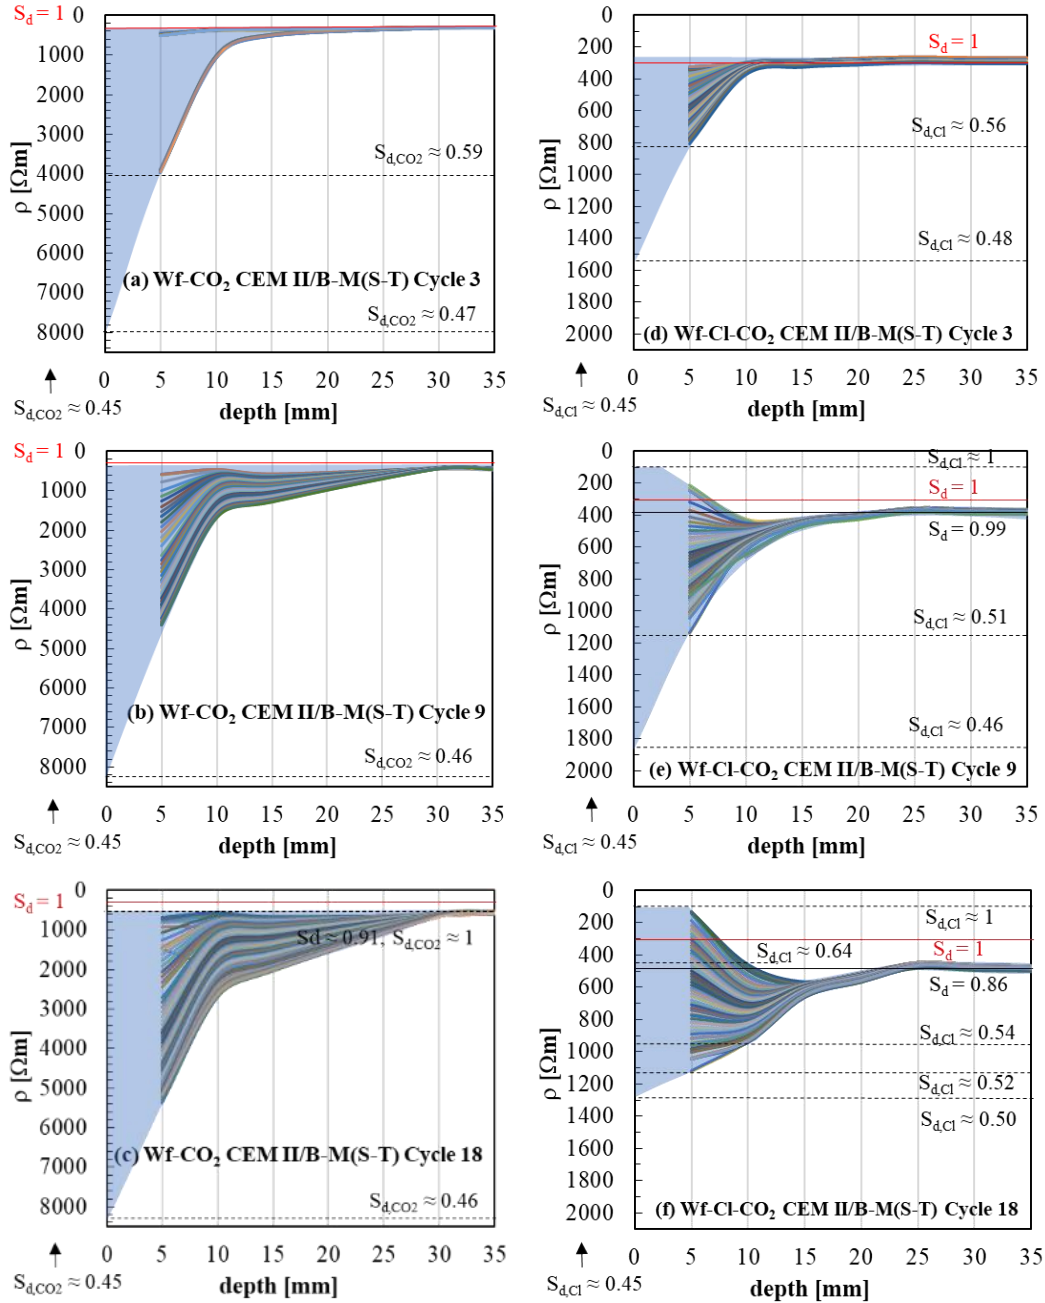 S_d = 1
0
1000
2000
3000
4000
5000
6000
7000
8000
ρ [Ωm]
S_d,CO2 ≈ 0.59
(a) Wf-CO₂ CEM II/B-M(S-T) Cycle 3
S_d,CO2 ≈ 0.47
0 5 10 15 20 25 30 35
S_d,CO2 ≈ 0.45
depth [mm]
0
200
400
600
800
1000
1200
1400
1600
1800
2000
ρ [Ωm]
S_d = 1
S_d,Cl ≈ 0.56
S_d,Cl ≈ 0.48
(d) Wf-Cl-CO₂ CEM II/B-M(S-T) Cycle 3
0 5 10 15 20 25 30 35
S_d,Cl ≈ 0.45
depth [mm]
S_d = 1
0
1000
2000
3000
4000
5000
6000
7000
8000
ρ [Ωm]
(b) Wf-CO₂ CEM II/B-M(S-T) Cycle 9
S_d,CO2 ≈ 0.46
0 5 10 15 20 25 30 35
S_d,CO2 ≈ 0.45
depth [mm]
0
200
400
600
800
1000
1200
1400
1600
1800
2000
ρ [Ωm]
S_d,Cl ≈ 1
S_d = 1
S_d = 0.99
S_d,Cl ≈ 0.51
S_d,Cl ≈ 0.46
(e) Wf-Cl-CO₂ CEM II/B-M(S-T) Cycle 9
0 5 10 15 20 25 30 35
S_d,Cl ≈ 0.45
depth [mm]
S_d = 1
0
1000
2000
3000
4000
5000
6000
7000
8000
ρ [Ωm]
Sd ≈ 0.91, S_d,CO2 ≈ 1
(c) Wf-CO₂ CEM II/B-M(S-T) Cycle 18
S_d,CO2 ≈ 0.46
0 5 10 15 20 25 30 35
S_d,CO2 ≈ 0.45
depth [mm]
0
200
400
600
800
1000
1200
1400
1600
1800
2000
ρ [Ωm]
S_d,Cl ≈ 1
S_d,Cl ≈ 0.64
S_d = 1
S_d = 0.86
S_d,Cl ≈ 0.54
S_d,Cl ≈ 0.52
S_d,Cl ≈ 0.50
(f) Wf-Cl-CO₂ CEM II/B-M(S-T) Cycle 18
0 5 10 15 20 25 30 35
S_d,Cl ≈ 0.45
depth [mm]